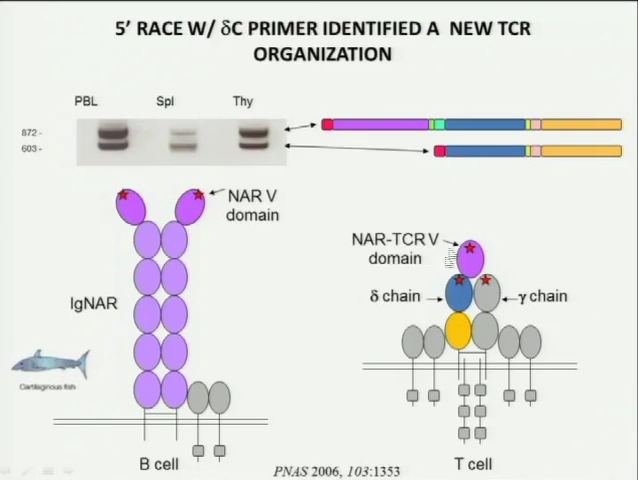 5’ RACE W/ δC PRIMER IDENTIFIED A NEW TCR
ORGANIZATION
PBL Spl Thy
872 -
603 -
NAR V
domain
NAR-TCR V
domain
δ chain
γ chain
IgNAR
Cartilaginous fish
B cell
PNAS 2006, 103:1353
T cell